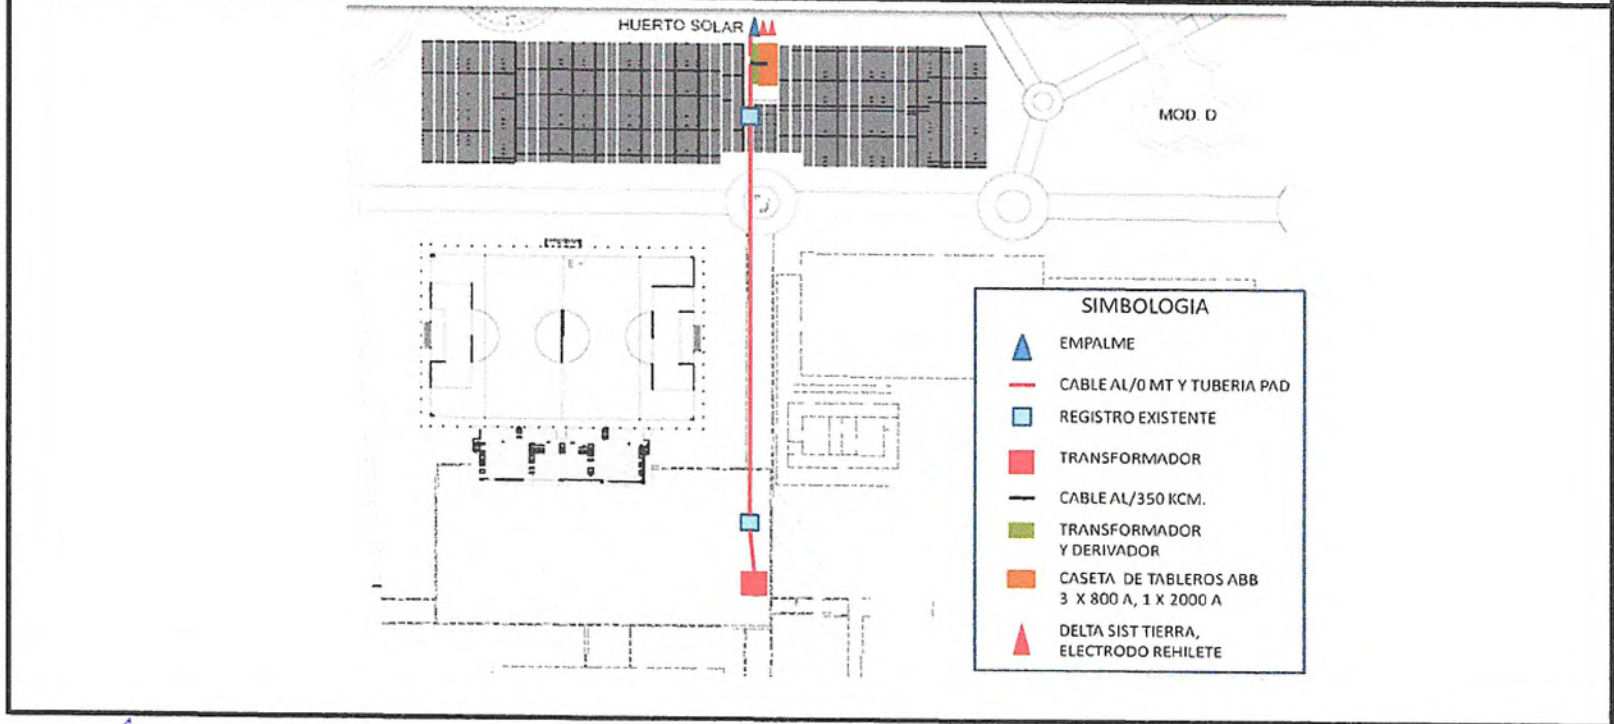 HUERTO SOLAR
MOD. D
SIMBOLOGIA
EMPALME
CABLE AL/0 MT Y TUBERIA PAD
REGISTRO EXISTENTE
TRANSFORMADOR
CABLE AL/350 KCM.
TRANSFORMADOR
Y DERIVADOR
CASETA DE TABLEROS ABB
3 X 800 A, 1 X 2000 A
DELTA SIST TIERRA,
ELECTRODO REHILETE